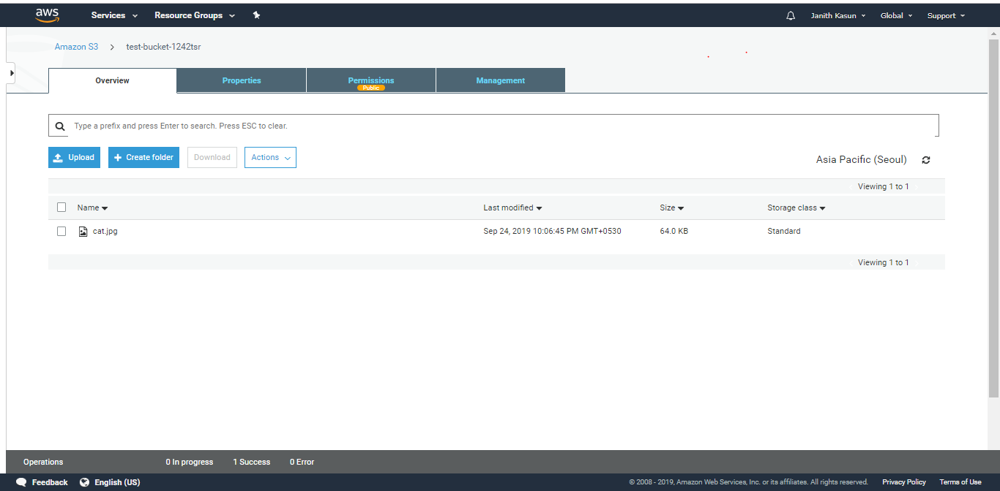 aws Services Resource Groups Janith Kasun Global Support
Amazon S3 test-bucket-1242tsr
Overview Properties Permissions Management
Public
Type a prefix and press Enter to search. Press ESC to clear.
Upload Create folder Download Actions Asia Pacific (Seoul)
Viewing 1 to 1
Name Last modified Size Storage class
cat.jpg Sep 24, 2019 10:06:45 PM GMT+0530 64.0 KB Standard
Viewing 1 to 1
Operations 0 In progress 1 Success 0 Error
Feedback English (US) © 2008 - 2019, Amazon Web Services, Inc. or its affiliates. All rights reserved. Privacy Policy Terms of Use